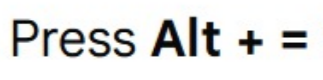 Press Alt + =